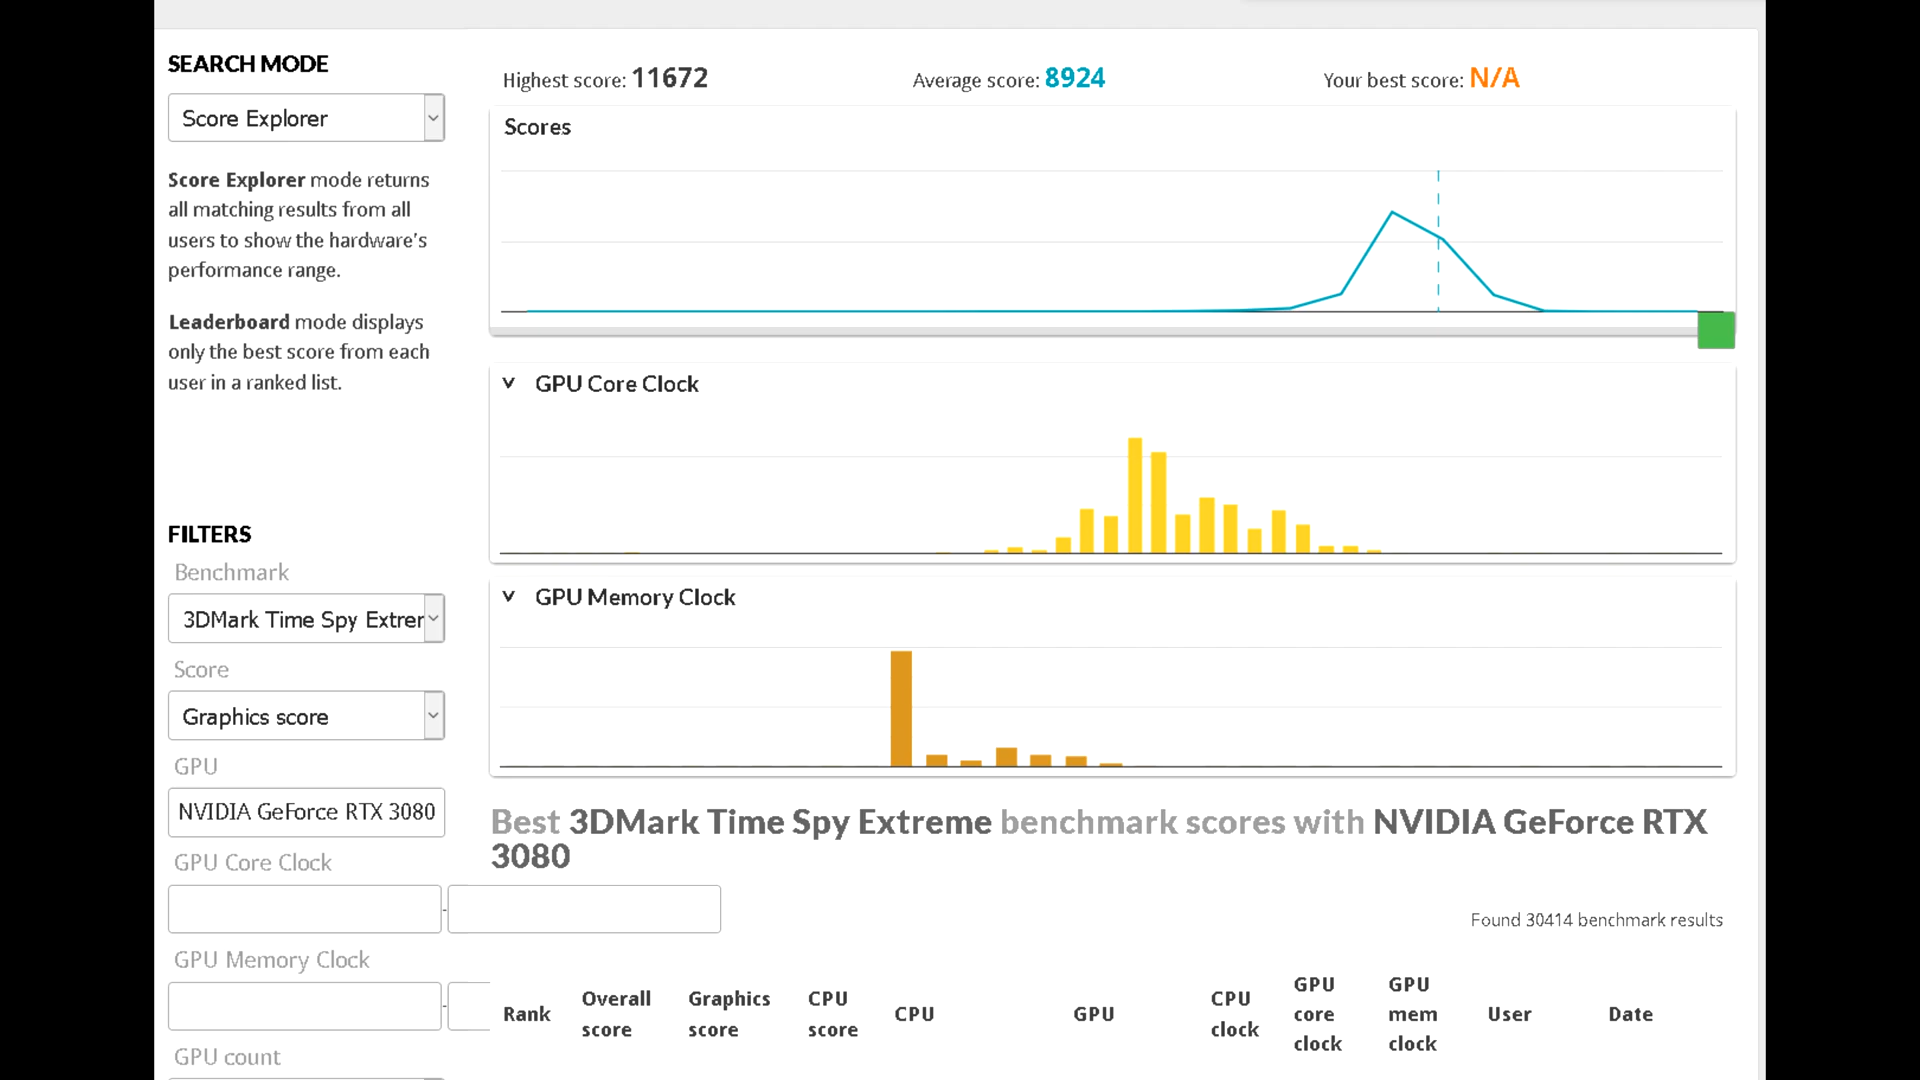 SEARCH MODE
Score Explorer
Score Explorer mode returns
all matching results from all
users to show the hardware's
performance range.
Leaderboard mode displays
only the best score from each
user in a ranked list.
FILTERS
Benchmark
3DMark Time Spy Extrer
Score
Graphics score
GPU
NVIDIA GeForce RTX 3080
GPU Core Clock
-
GPU Memory Clock
-
GPU count
Highest score: 11672
Average score: 8924
Your best score: N/A
Scores
GPU Core Clock
GPU Memory Clock
Best 3DMark Time Spy Extreme benchmark scores with NVIDIA GeForce RTX
3080
Found 30414 benchmark results
Rank
Overall
score
Graphics
score
CPU
score
CPU
GPU
CPU
clock
GPU
core
clock
GPU
mem
clock
User
Date